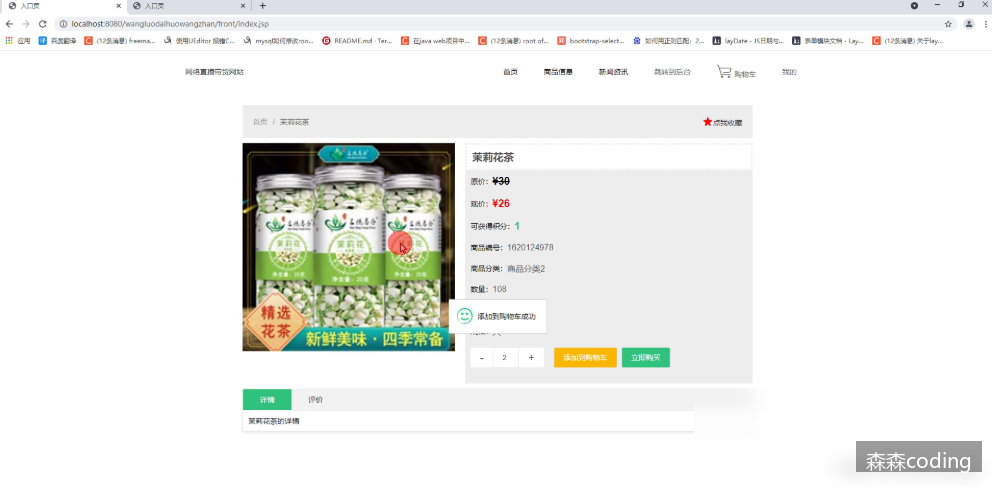 入口页
入口页
localhost:8080/wangluodaihuowangzhan/front/index.jsp
应用
百度翻译
(12条消息) freema...
使用UEditor 报错C...
mysql如何修改roo...
README.md · Ter...
在java web项目中...
(12条消息) root of...
bootstrap-select...
如何用正则匹配：2...
layDate - JS日期与...
表单模块文档 - Lay...
(12条消息) 关于lay...
网络直播带货网站
首页
商品信息
新闻资讯
跳转到后台
购物车
我的
首页 / 茉莉花茶
点我收藏
茉莉花
茉莉花
净含量：20克
精选
花茶
新鲜美味·四季常备
茉莉花茶
原价：¥30
现价：¥26
可获得积分：1
商品编号：1620124978
商品分类：商品分类2
数量：108
添加到购物车成功
- 2 +
添加到购物车
立即购买
详情
评价
茉莉花茶的详情
森森coding